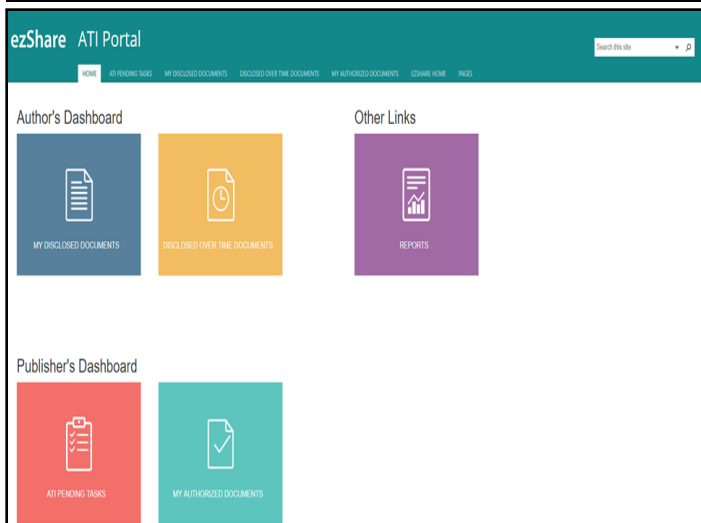 ezShare ATI Portal
Search this site
HOME ATI PENDING TASKS MY DISCLOSED DOCUMENTS DISCLOSED OVER TIME DOCUMENTS MY AUTHORIZED DOCUMENTS EZSHARE HOME PAGES
Author's Dashboard
Other Links
MY DISCLOSED DOCUMENTS
DISCLOSED OVER TIME DOCUMENTS
REPORTS
Publisher's Dashboard
ATI PENDING TASKS
MY AUTHORIZED DOCUMENTS